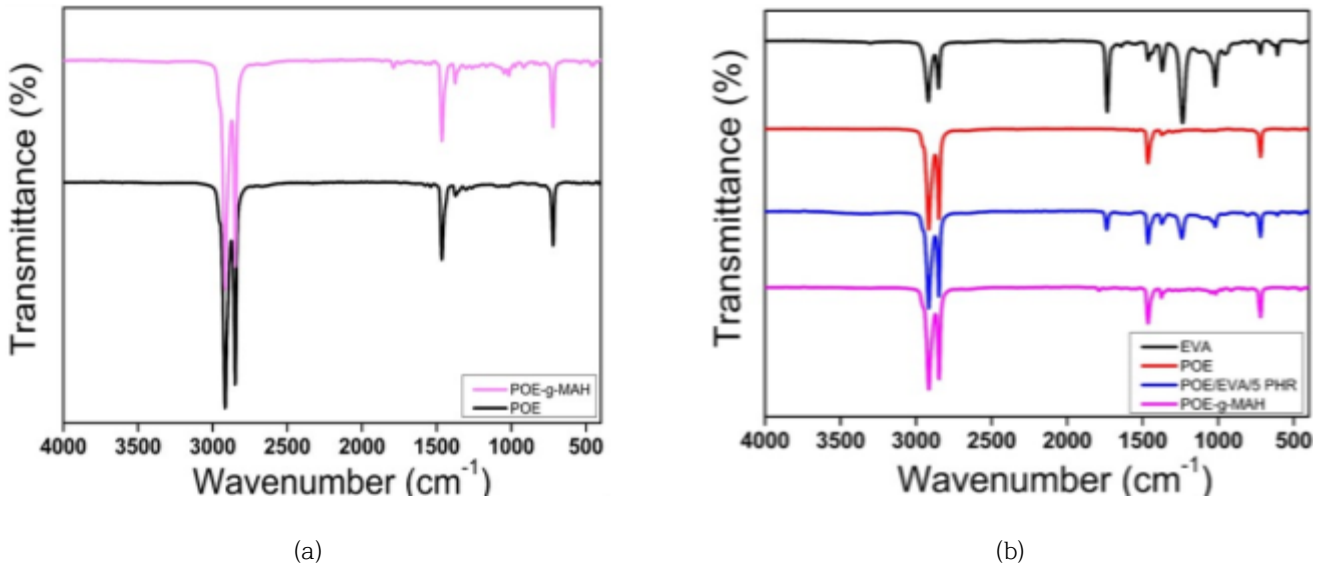 Transmittance (%)
POE-g-MAH
POE
4000 3500 3000 2500 2000 1500 1000 500
Wavenumber (cm⁻¹)
(a)
Transmittance (%)
EVA
POE
POE/EVA/5 PHR
POE-g-MAH
4000 3500 3000 2500 2000 1500 1000 500
Wavenumber (cm⁻¹)
(b)